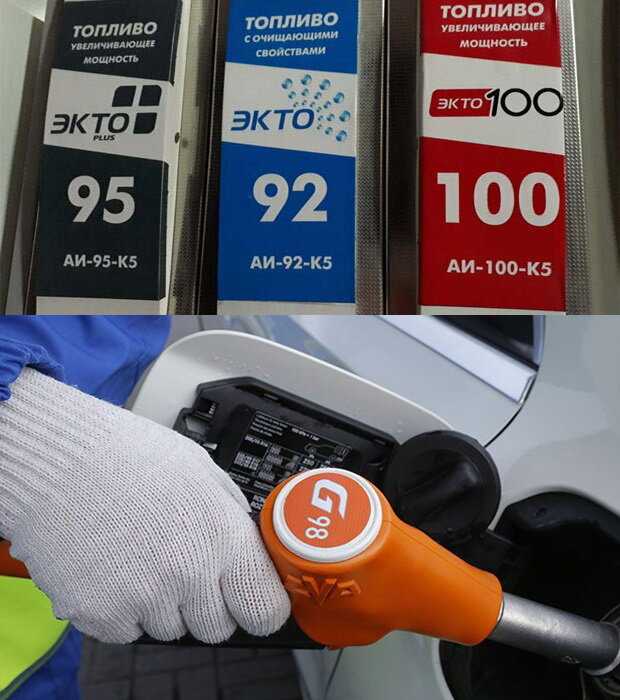 ТОПЛИВО
УВЕЛИЧИВАЮЩЕЕ
МОЩНОСТЬ
ЭКТО
PLUS
95
АИ-95-К5
ТОПЛИВО
С ОЧИЩАЮЩИМИ
СВОЙСТВАМИ
ЭКТО
92
АИ-92-К5
ТОПЛИВО
УВЕЛИЧИВАЮЩЕЕ
МОЩНОСТЬ
ЭКТО100
100
АИ-100-К5
G
98